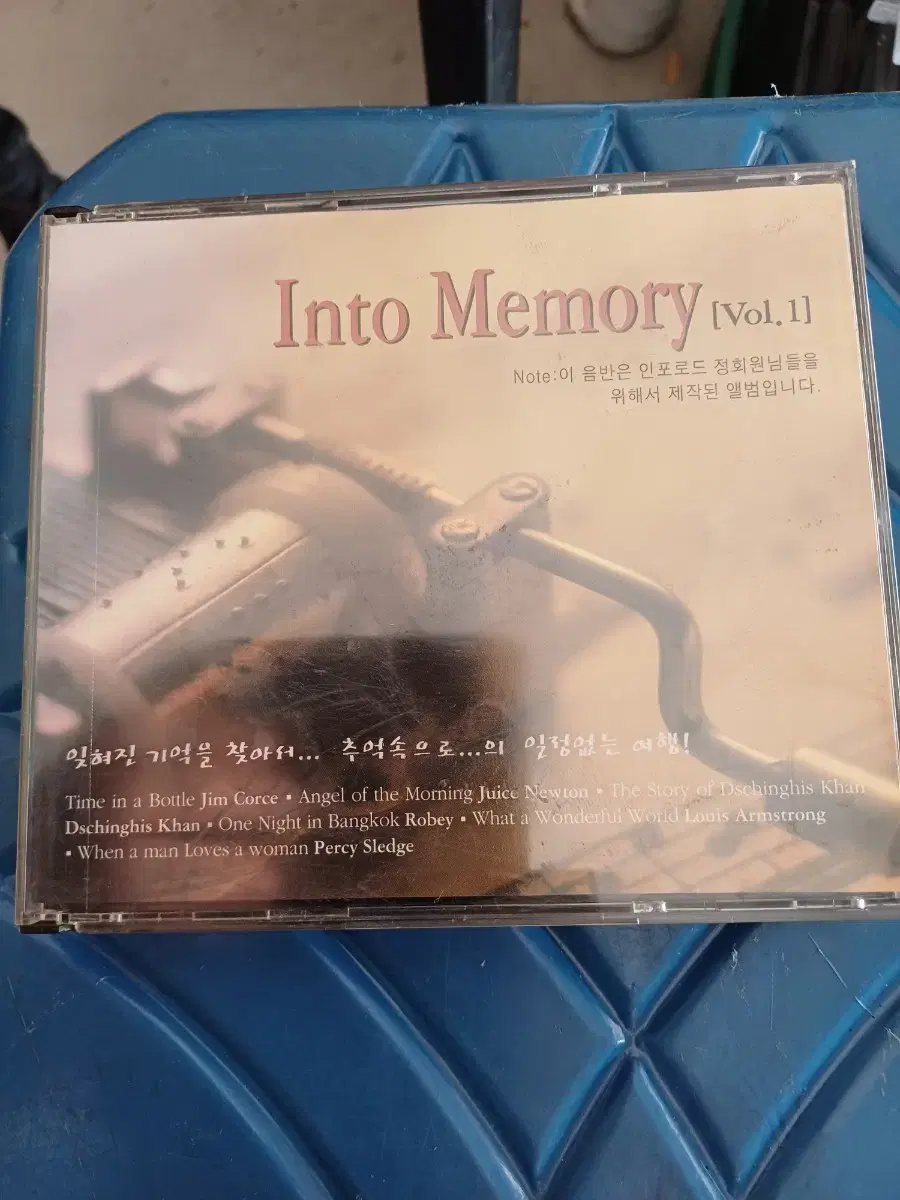 Into Memory [Vol.1]
Note:이 음반은 인포로드 정회원님들을
위해서 제작된 앨범입니다.
잊혀진 기억을 찾아서... 추억속으로...의 일정없는 여행!
Time in a Bottle Jim Corce ▪ Angel of the Morning Juice Newton ▪ The Story of Dschinghis Khan
Dschinghis Khan ▪ One Night in Bangkok Robey ▪ What a Wonderful World Louis Armstrong
▪ When a man Loves a woman Percy Sledge